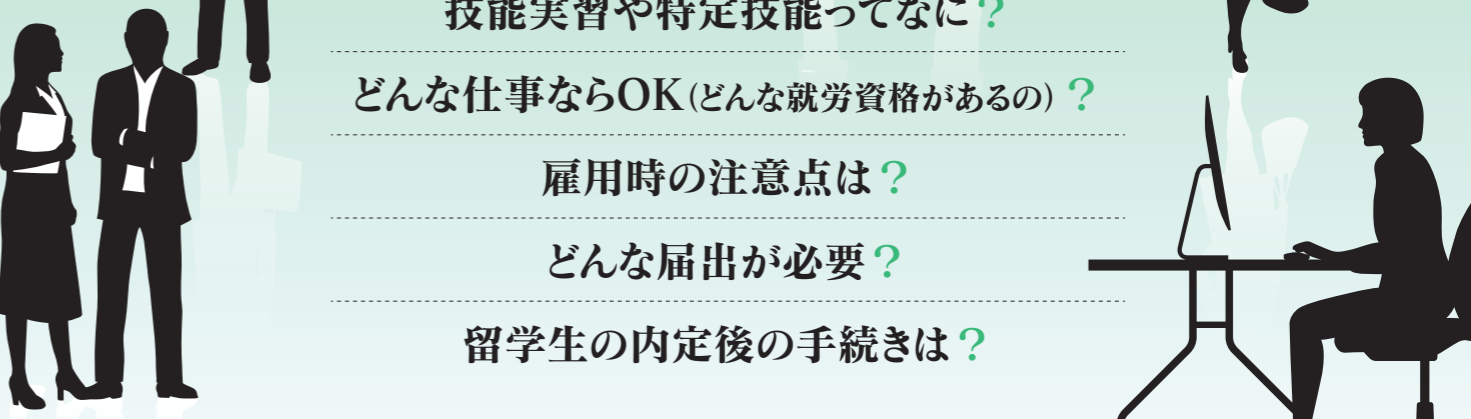 技能実習や特定技能ってなに？
どんな仕事ならOK（どんな就労資格があるの）？
雇用時の注意点は？
どんな届出が必要？
留学生の内定後の手続きは？